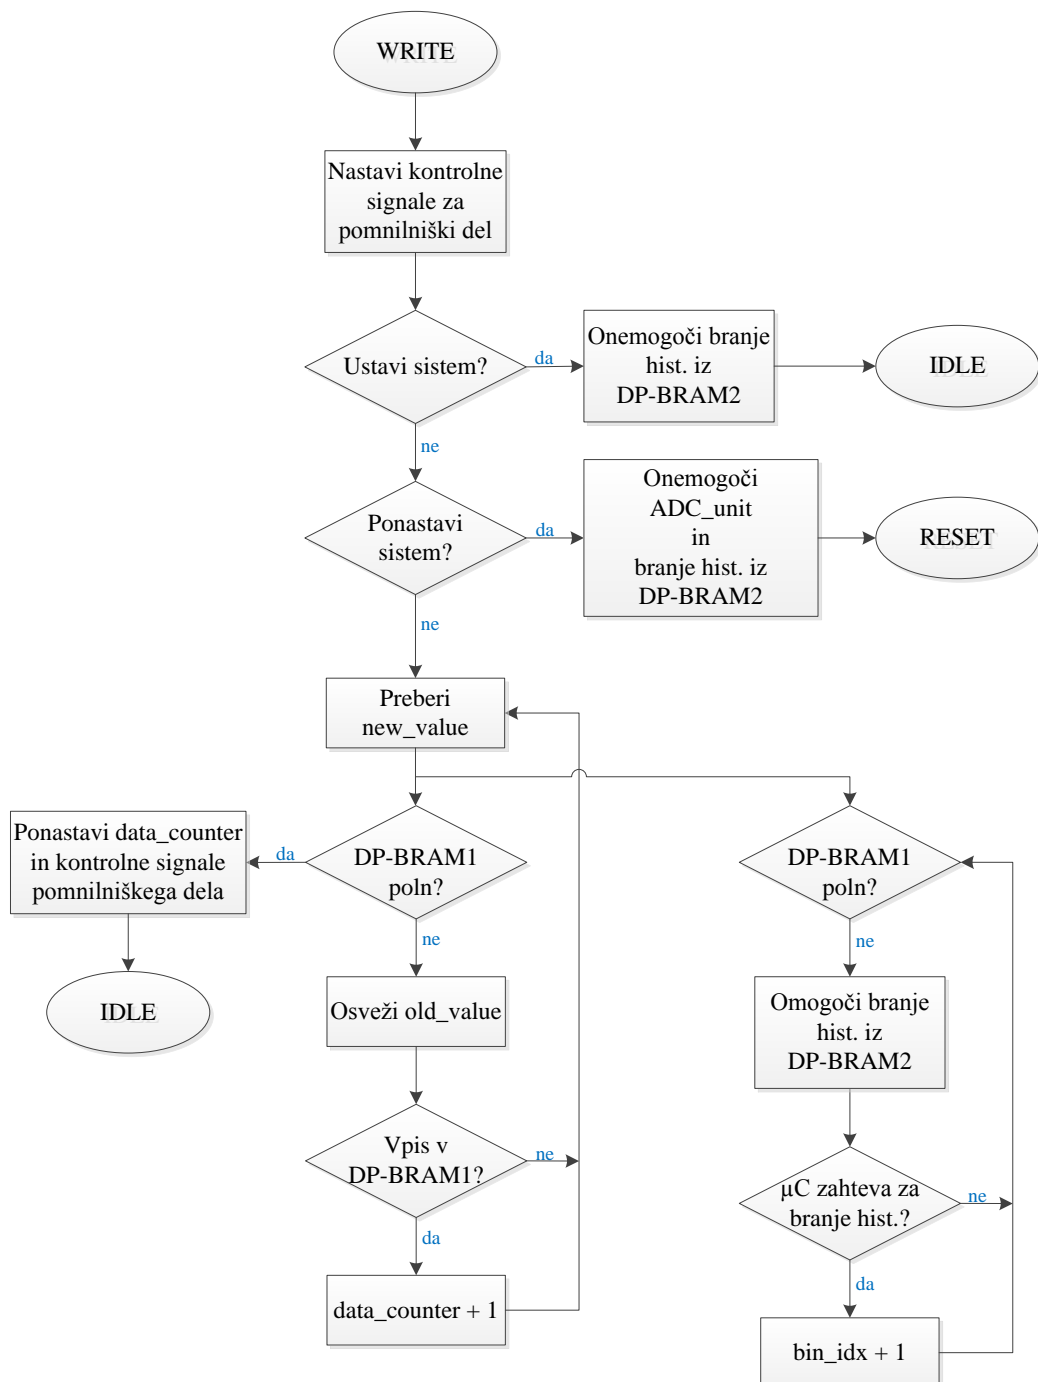 WRITE
Nastavi kontrolne
signale za
pomnilniški del
Ustavi sistem?
da
Onemogoči branje
hist. iz
DP-BRAM2
IDLE
ne
Ponastavi
sistem?
da
Onemogoči
ADC_unit
in
branje hist. iz
DP-BRAM2
RESET
ne
Preberi
new_value
Ponastavi data_counter
in kontrolne signale
pomnilniškega dela
da
DP-BRAM1
poln?
DP-BRAM1
poln?
ne
ne
IDLE
Osveži old_value
Omogoči branje
hist. iz
DP-BRAM2
Vpis v
DP-BRAM1?
ne
µC zahteva za
branje hist.?
ne
da
da
data_counter + 1
bin_idx + 1